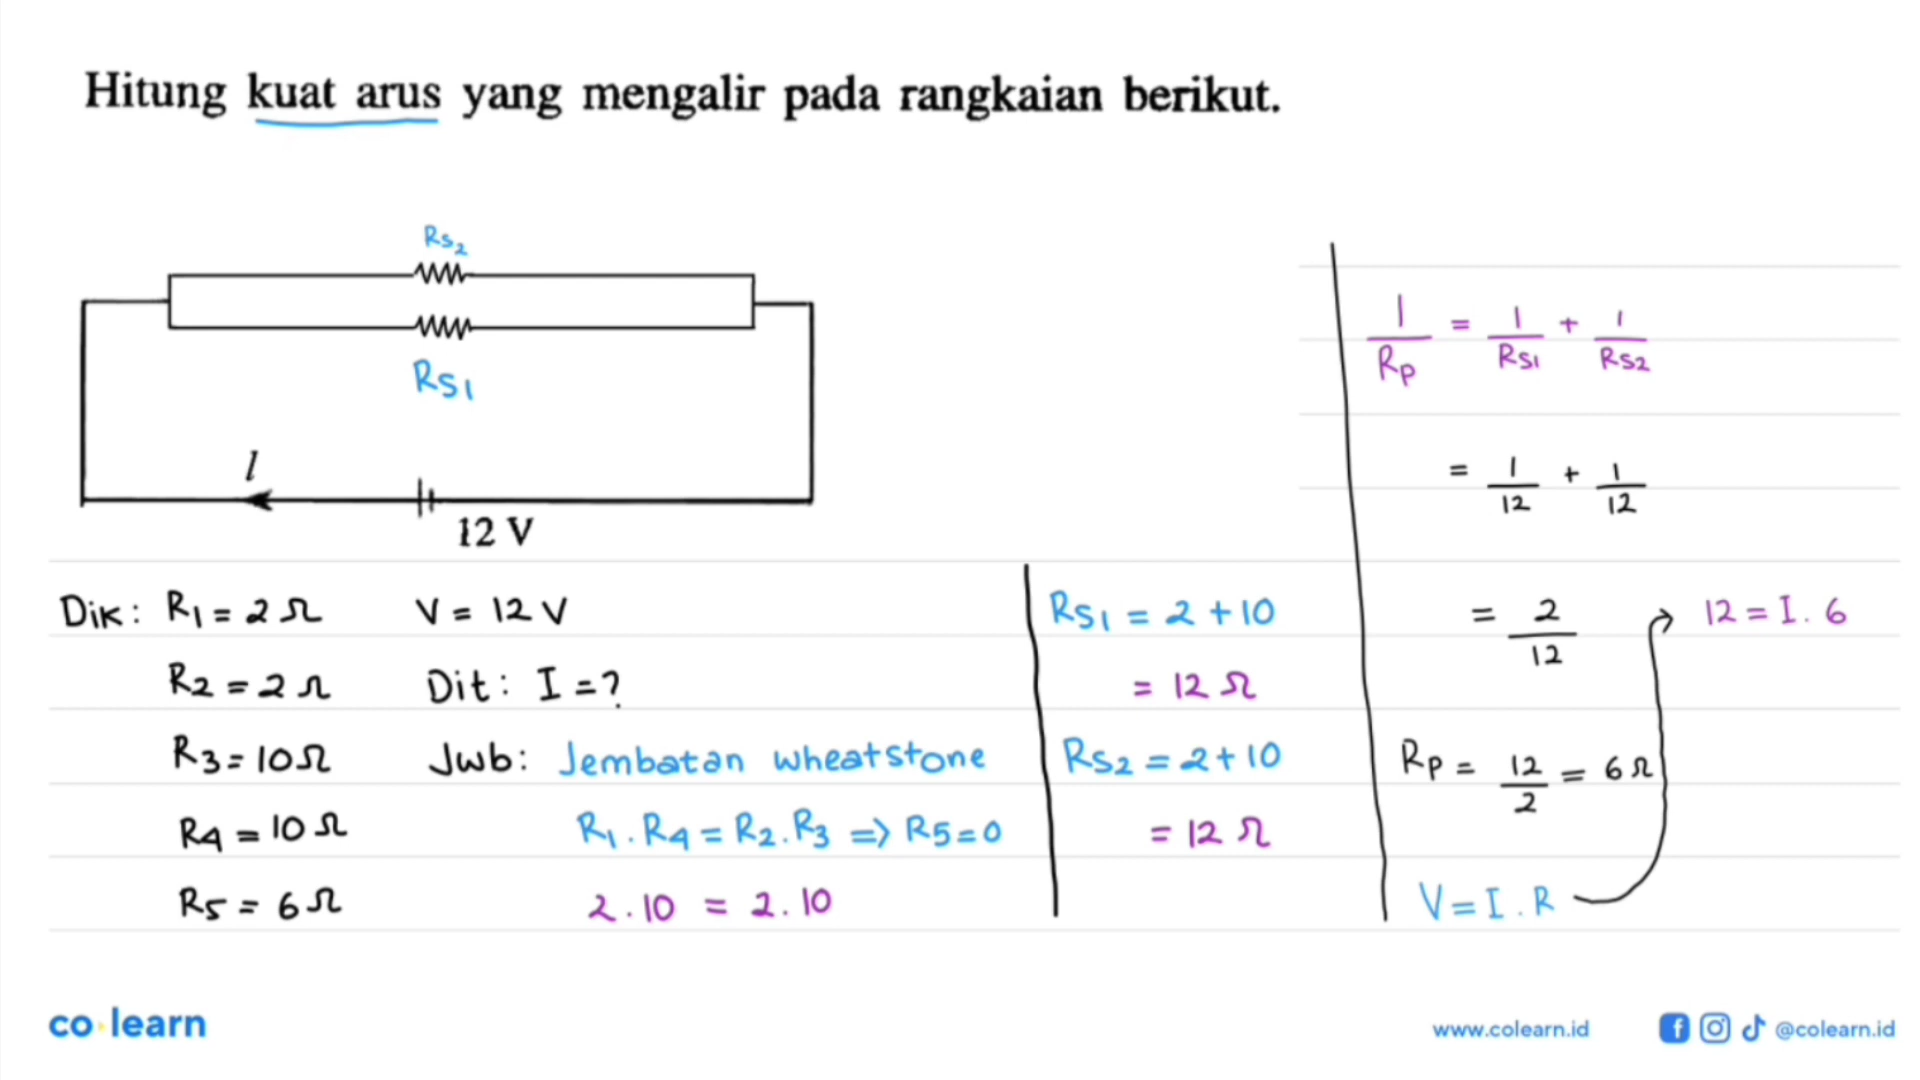 Hitung kuat arus yang mengalir pada rangkaian berikut.
Rs2
Rs1
I
12 V
Dik: R1 = 2 Ω
R2 = 2 Ω
R3 = 10 Ω
R4 = 10 Ω
R5 = 6 Ω
V = 12 V
Dit: I = ?
Jwb: Jembatan wheatstone
R1 . R4 = R2 . R3 => R5 = 0
2 . 10 = 2 . 10
Rs1 = 2 + 10
= 12 Ω
Rs2 = 2 + 10
= 12 Ω
1/Rp = 1/Rs1 + 1/Rs2
= 1/12 + 1/12
= 2/12
Rp = 12/2 = 6 Ω
V = I . R
12 = I . 6
co learn
www.colearn.id
@colearn.id